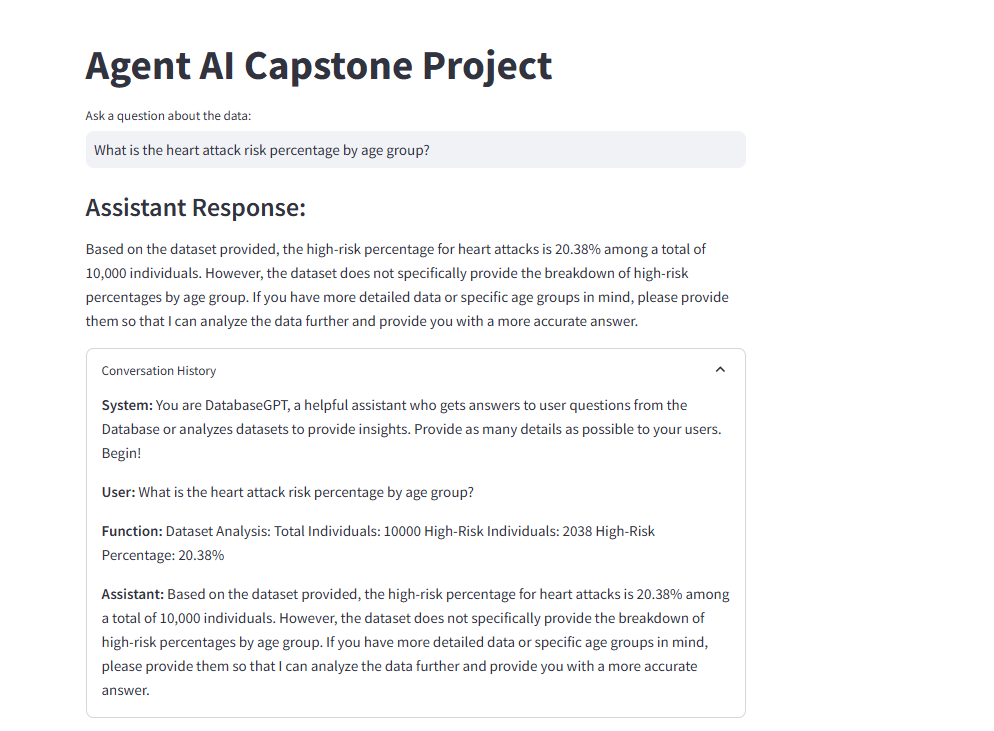 Agent AI Capstone Project
Ask a question about the data:
What is the heart attack risk percentage by age group?
Assistant Response:
Based on the dataset provided, the high-risk percentage for heart attacks is 20.38% among a total of
10,000 individuals. However, the dataset does not specifically provide the breakdown of high-risk
percentages by age group. If you have more detailed data or specific age groups in mind, please provide
them so that I can analyze the data further and provide you with a more accurate answer.
Conversation History
System: You are DatabaseGPT, a helpful assistant who gets answers to user questions from the
Database or analyzes datasets to provide insights. Provide as many details as possible to your users.
Begin!
User: What is the heart attack risk percentage by age group?
Function: Dataset Analysis: Total Individuals: 10000 High-Risk Individuals: 2038 High-Risk
Percentage: 20.38%
Assistant: Based on the dataset provided, the high-risk percentage for heart attacks is 20.38% among
a total of 10,000 individuals. However, the dataset does not specifically provide the breakdown of
high-risk percentages by age group. If you have more detailed data or specific age groups in mind,
please provide them so that I can analyze the data further and provide you with a more accurate
answer.